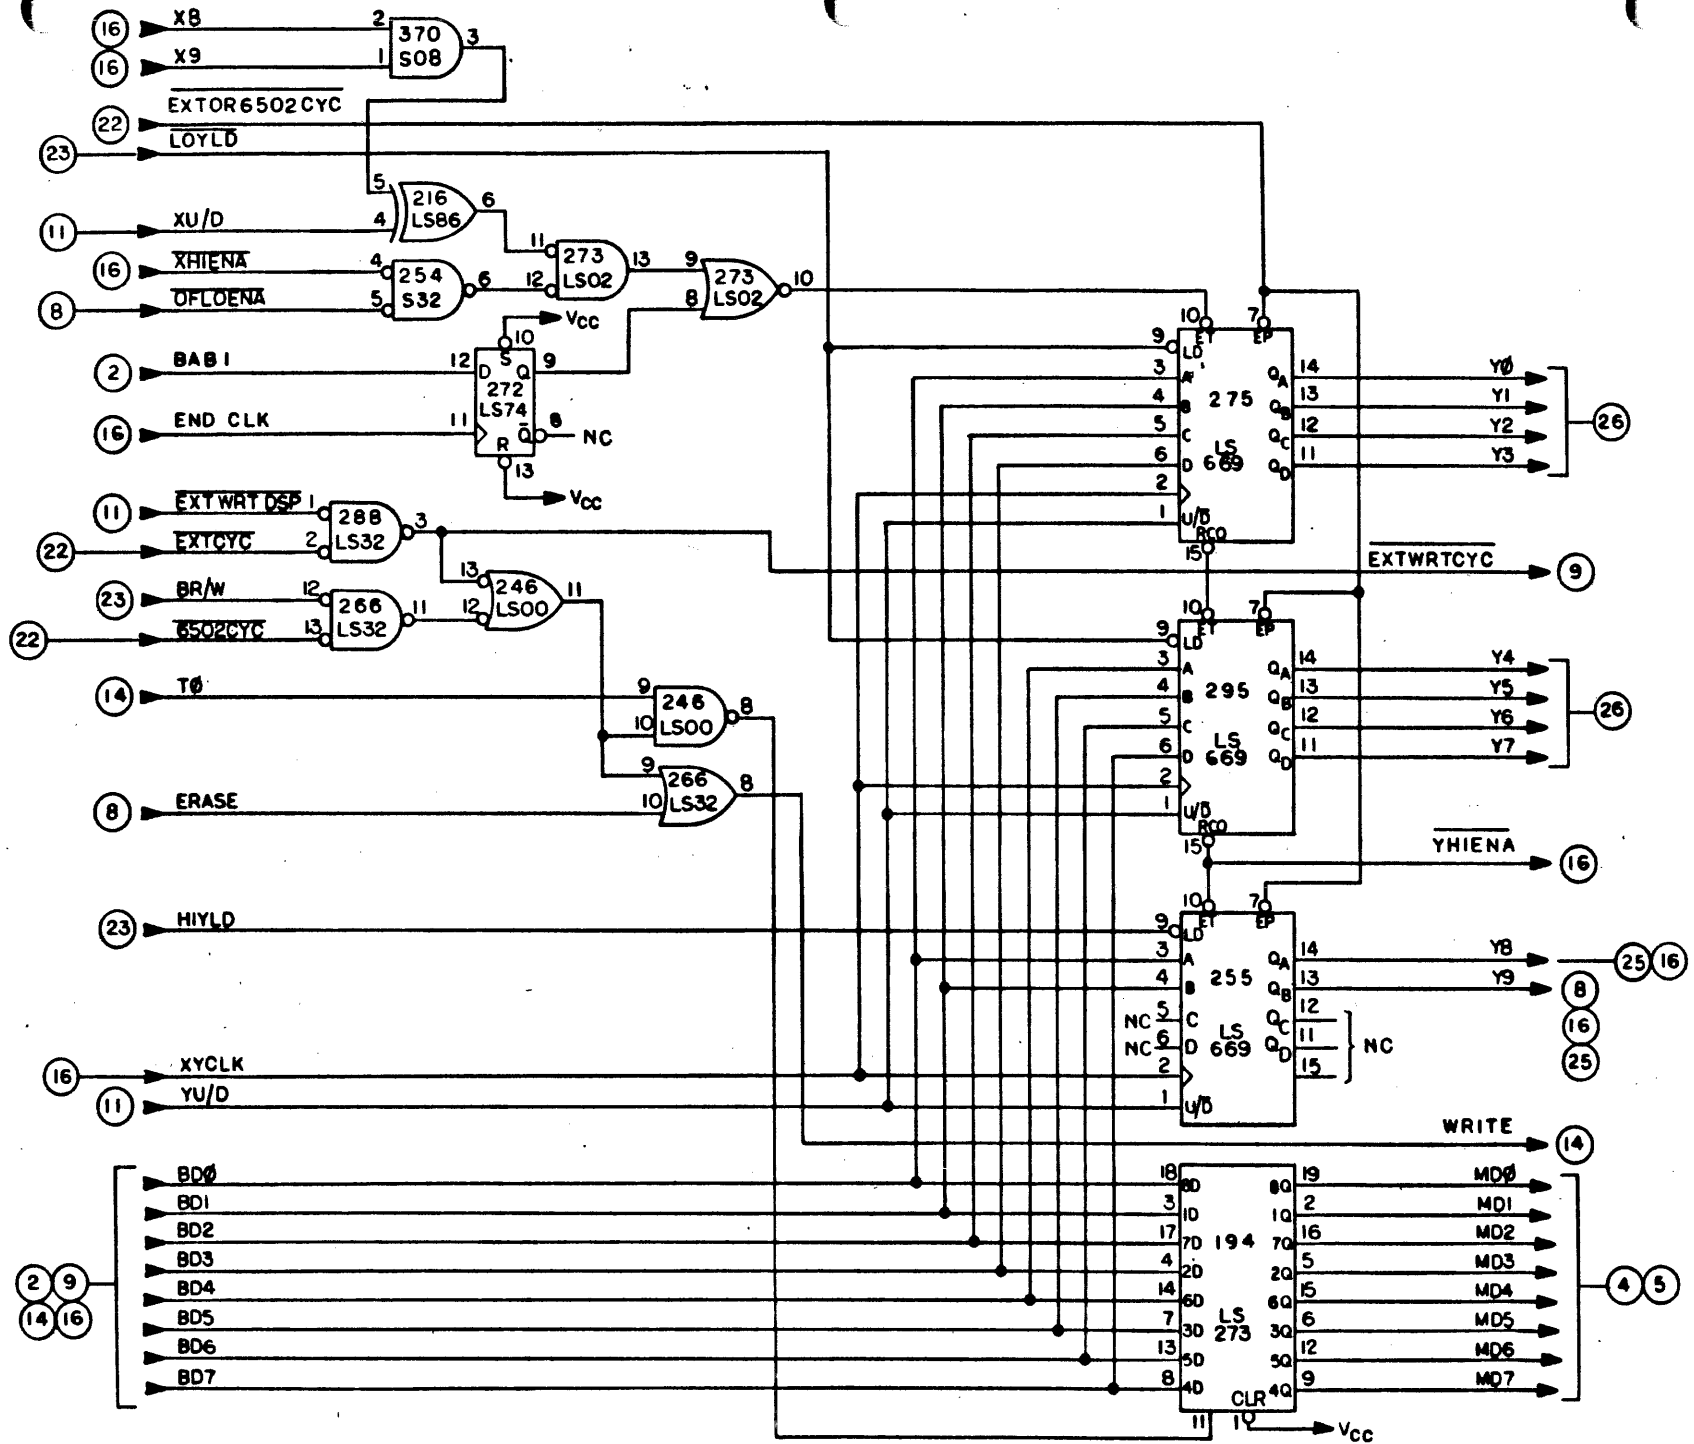 16 X8 2 370 3
16 X9 1 S08
EXTOR6502CYC
22
LOYLD
23
5 216 6
11 XU/D 4 LS86
11 273 13 9 273 10
16 XHIENA 4 254 6 12 LS02 8 LS02
8 OFLOENA 5 S32
VCC
10
S
2 BAB1 12 D Q 9
272
LS74
16 END CLK 11 Q 8 NC
R
13
VCC
11 EXTWRT DSP 1 288 3
22 EXTCYC 2 LS32
13 246 11
23 BR/W 12 266 11 12 LS00
22 6502CYC 13 LS32
14 TØ 9 246 8
10 LS00
9 266 8
8 ERASE 10 LS32
10 7
ET EP
9 LD
3 A QA 14 YØ
275
4 B QB 13 Y1
5 C QC 12 Y2 26
LS
6 D 669 QD 11 Y3
2
1 U/D
RCO
15
EXTWRTCYC 9
10 7
ET EP
9 LD
3 A QA 14 Y4
295
4 B QB 13 Y5
5 C QC 12 Y6 26
LS
6 D 669 QD 11 Y7
2
1 U/D
RCO
15
YHIENA 16
10 7
ET EP
23 HIYLD 9 LD
3 A QA 14 Y8 25 16
255
4 B QB 13 Y9 8
NC 5 C QC 12 16
LS
NC 6 D 669 QD 11 NC 25
16 XYCLK 2 15
11 YU/D 1 U/D
WRITE 14
BDØ 18 8D 8Q 19 MDØ
BD1 3 1D 1Q 2 MD1
BD2 17 7D 194 7Q 16 MD2
BD3 4 2D 2Q 5 MD3
2 9 BD4 14 6D 6Q 15 MD4 4 5
14 16 LS
BD5 7 3D 273 3Q 6 MD5
BD6 13 5D 5Q 12 MD6
BD7 8 4D 4Q 9 MD7
CLR
11 1 VCC